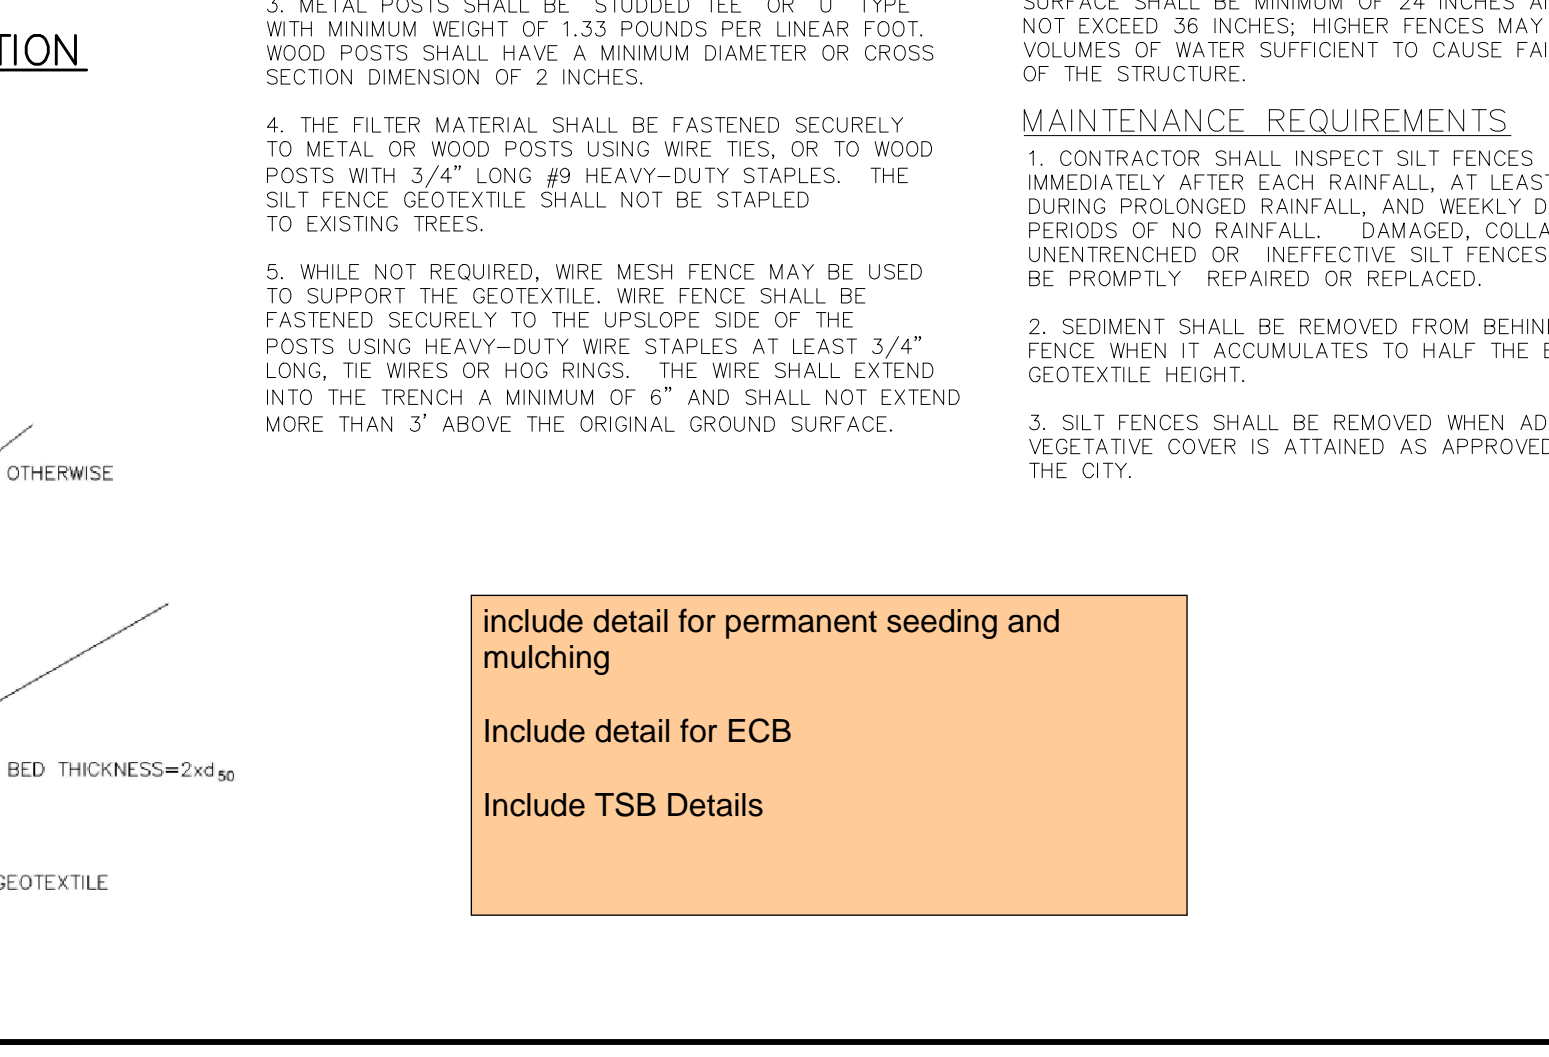 TION
3. METAL POSTS SHALL BE "STUDDED TEE" OR "U" TYPE
WITH MINIMUM WEIGHT OF 1.33 POUNDS PER LINEAR FOOT.
WOOD POSTS SHALL HAVE A MINIMUM DIAMETER OR CROSS
SECTION DIMENSION OF 2 INCHES.
4. THE FILTER MATERIAL SHALL BE FASTENED SECURELY
TO METAL OR WOOD POSTS USING WIRE TIES, OR TO WOOD
POSTS WITH 3/4" LONG #9 HEAVY-DUTY STAPLES. THE
SILT FENCE GEOTEXTILE SHALL NOT BE STAPLED
TO EXISTING TREES.
5. WHILE NOT REQUIRED, WIRE MESH FENCE MAY BE USED
TO SUPPORT THE GEOTEXTILE. WIRE FENCE SHALL BE
FASTENED SECURELY TO THE UPSLOPE SIDE OF THE
POSTS USING HEAVY-DUTY WIRE STAPLES AT LEAST 3/4"
LONG, TIE WIRES OR HOG RINGS. THE WIRE SHALL EXTEND
INTO THE TRENCH A MINIMUM OF 6" AND SHALL NOT EXTEND
MORE THAN 3' ABOVE THE ORIGINAL GROUND SURFACE.
SURFACE SHALL BE MINIMUM OF 24 INCHES A
NOT EXCEED 36 INCHES; HIGHER FENCES MAY
VOLUMES OF WATER SUFFICIENT TO CAUSE FAI
OF THE STRUCTURE.
MAINTENANCE REQUIREMENTS
1. CONTRACTOR SHALL INSPECT SILT FENCES
IMMEDIATELY AFTER EACH RAINFALL, AT LEAST
DURING PROLONGED RAINFALL, AND WEEKLY D
PERIODS OF NO RAINFALL. DAMAGED, COLLA
UNENTRENCHED OR INEFFECTIVE SILT FENCES
BE PROMPTLY REPAIRED OR REPLACED.
2. SEDIMENT SHALL BE REMOVED FROM BEHIN
FENCE WHEN IT ACCUMULATES TO HALF THE E
GEOTEXTILE HEIGHT.
3. SILT FENCES SHALL BE REMOVED WHEN AD
VEGETATIVE COVER IS ATTAINED AS APPROVED
THE CITY.
OTHERWISE
BED THICKNESS=2xd50
GEOTEXTILE
include detail for permanent seeding and
mulching
Include detail for ECB
Include TSB Details